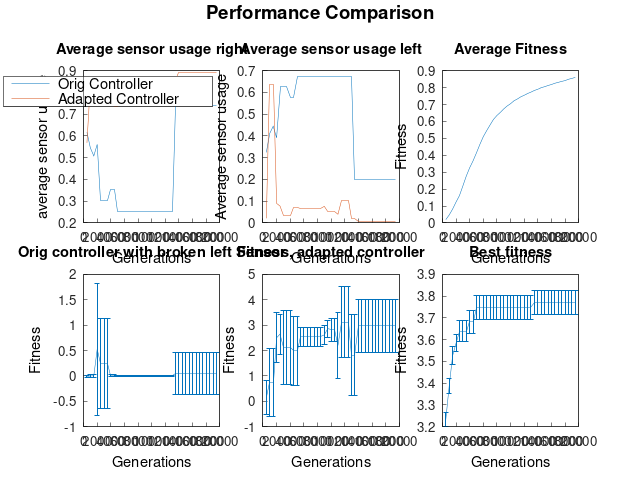 Performance Comparison
Average sensor usage right
Average sensor usage left
Average Fitness
Orig Controller
Adapted Controller
average sensor u
0.9
0.7
0.6
0.5
0.4
0.3
0.2
Generations
Average sensor usage
0.9
0.8
0.7
0.6
0.5
0.4
0.3
0.2
0.1
0
Generations
Fitness
0.9
0.8
0.7
0.6
0.5
0.4
0.3
0.2
0.1
0
Generations
Orig controller with broken left
Fitness, adapted controller
Best fitness
Fitness
2
1.5
1
0.5
0
-0.5
-1
Generations
Fitness
5
4
3
2
1
0
-1
Generations
Fitness
3.9
3.8
3.7
3.6
3.5
3.4
3.3
3.2
Generations